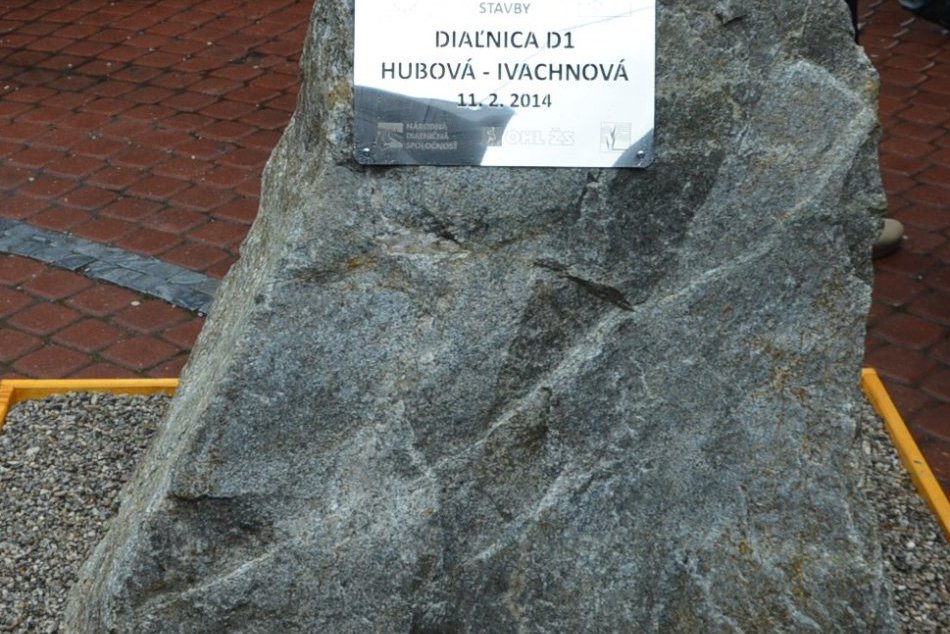 STAVBY
DIAĽNICA D1
HUBOVÁ - IVACHNOVÁ
11. 2. 2014
NÁRODNÁ
DIAĽNIČNÁ
SPOLOČNOSŤ
OHL ŽS